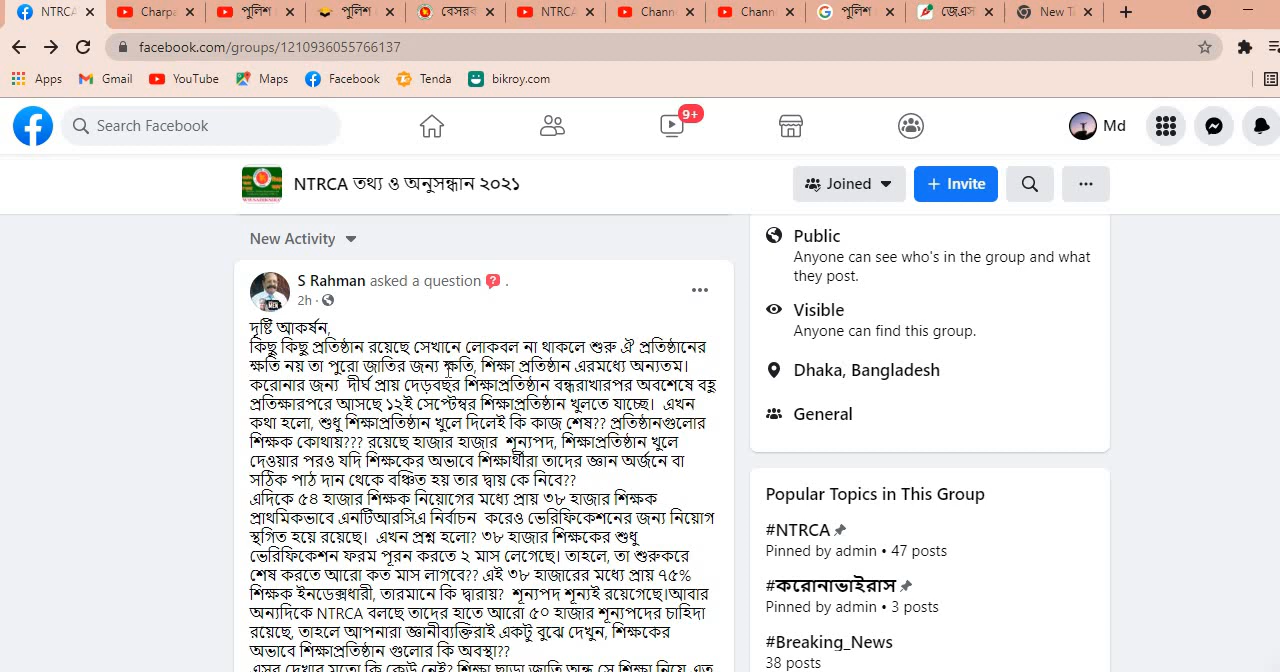 NTRCA
Charpa
পুলিশ
পুলিশ
বেসরব
NTRCA
Chann
Chann
পুলিশ
জেএস
New T
facebook.com/groups/1210936055766137
Apps
Gmail
YouTube
Maps
Facebook
Tenda
bikroy.com
Search Facebook
9+
Md
NTRCA তথ্য ও অনুসন্ধান ২০২১
Joined
+ Invite
New Activity
S Rahman asked a question
2h
দৃষ্টি আকর্ষন,
কিছু কিছু প্রতিষ্ঠান রয়েছে সেখানে লোকবল না থাকলে শুরু ঐ প্রতিষ্ঠানের
ক্ষতি নয় তা পুরো জাতির জন্য ক্ষতি, শিক্ষা প্রতিষ্ঠান এরমধ্যে অন্যতম।
করোনার জন্য দীর্ঘ প্রায় দেড়বছর শিক্ষাপ্রতিষ্ঠান বন্ধরাখারপর অবশেষে বহু
প্রতিক্ষারপরে আসছে ১২ই সেপ্টেম্বর শিক্ষাপ্রতিষ্ঠান খুলতে যাচ্ছে। এখন
কথা হলো, শুধু শিক্ষাপ্রতিষ্ঠান খুলে দিলেই কি কাজ শেষ?? প্রতিষ্ঠানগুলোর
শিক্ষক কোথায়??? রয়েছে হাজার হাজার শূন্যপদ, শিক্ষাপ্রতিষ্ঠান খুলে
দেওয়ার পরও যদি শিক্ষকের অভাবে শিক্ষার্থীরা তাদের জ্ঞান অর্জনে বা
সঠিক পাঠ দান থেকে বঞ্চিত হয় তার দ্বায় কে নিবে??
এদিকে ৫৪ হাজার শিক্ষক নিয়োগের মধ্যে প্রায় ৩৮ হাজার শিক্ষক
প্রাথমিকভাবে এনটিআরসিএ নির্বাচন করেও ভেরিফিকেশনের জন্য নিয়োগ
স্থগিত হয়ে রয়েছে। এখন প্রশ্ন হলো? ৩৮ হাজার শিক্ষকের শুধু
ভেরিফিকেশন ফরম পূরন করতে ২ মাস লেগেছে। তাহলে, তা শুরুকরে
শেষ করতে আরো কত মাস লাগবে?? এই ৩৮ হাজারের মধ্যে প্রায় ৭৫%
শিক্ষক ইনডেক্সধারী, তারমানে কি দ্বারায়? শূন্যপদ শূন্যই রয়েগেছে।আবার
অন্যদিকে NTRCA বলছে তাদের হাতে আরো ৫০ হাজার শূন্যপদের চাহিদা
রয়েছে, তাহলে আপনারা জ্ঞানীব্যক্তিরাই একটু বুঝে দেখুন, শিক্ষকের
অভাবে শিক্ষাপ্রতিষ্ঠান গুলোর কি অবস্থা??
এসব দেখার মতো কি কেউ নেই? শিক্ষা ছাড়া জাতি অন্ধ সে শিক্ষা নিয়ে এত
Public
Anyone can see who's in the group and what
they post.
Visible
Anyone can find this group.
Dhaka, Bangladesh
General
Popular Topics in This Group
#NTRCA
Pinned by admin • 47 posts
#করোনাভাইরাস
Pinned by admin • 3 posts
#Breaking_News
38 posts